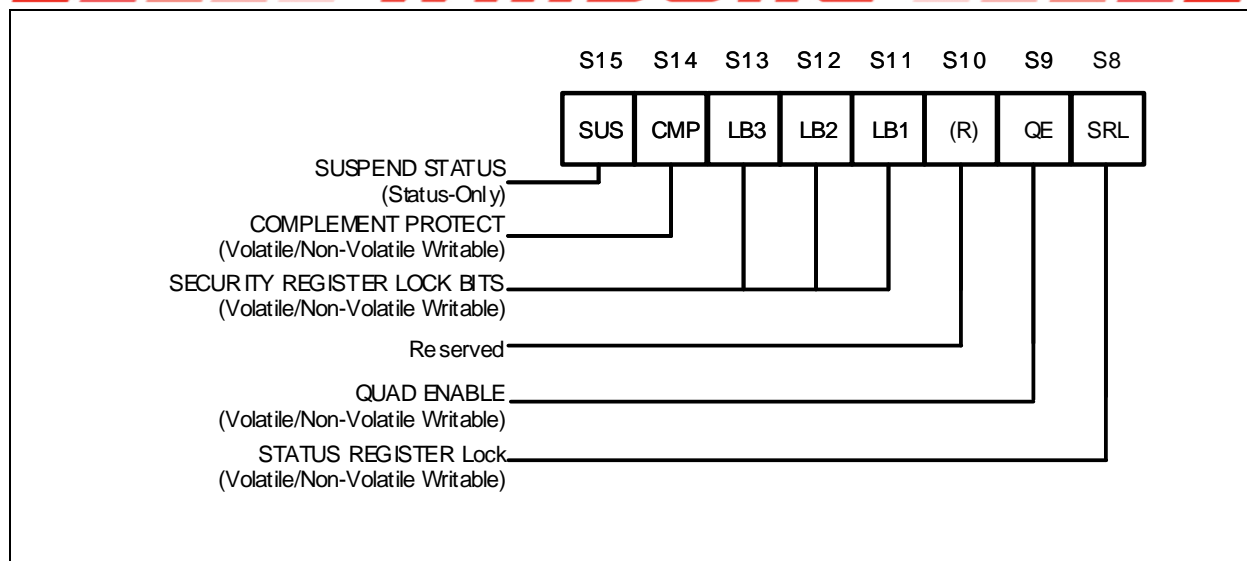 S15 S14 S13 S12 S11 S10 S9 S8
SUS CMP LB3 LB2 LB1 (R) QE SRL
SUSPEND STATUS
(Status-Only)
COMPLEMENT PROTECT
(Volatile/Non-Volatile Writable)
SECURITY REGISTER LOCK BITS
(Volatile/Non-Volatile Writable)
Reserved
QUAD ENABLE
(Volatile/Non-Volatile Writable)
STATUS REGISTER Lock
(Volatile/Non-Volatile Writable)